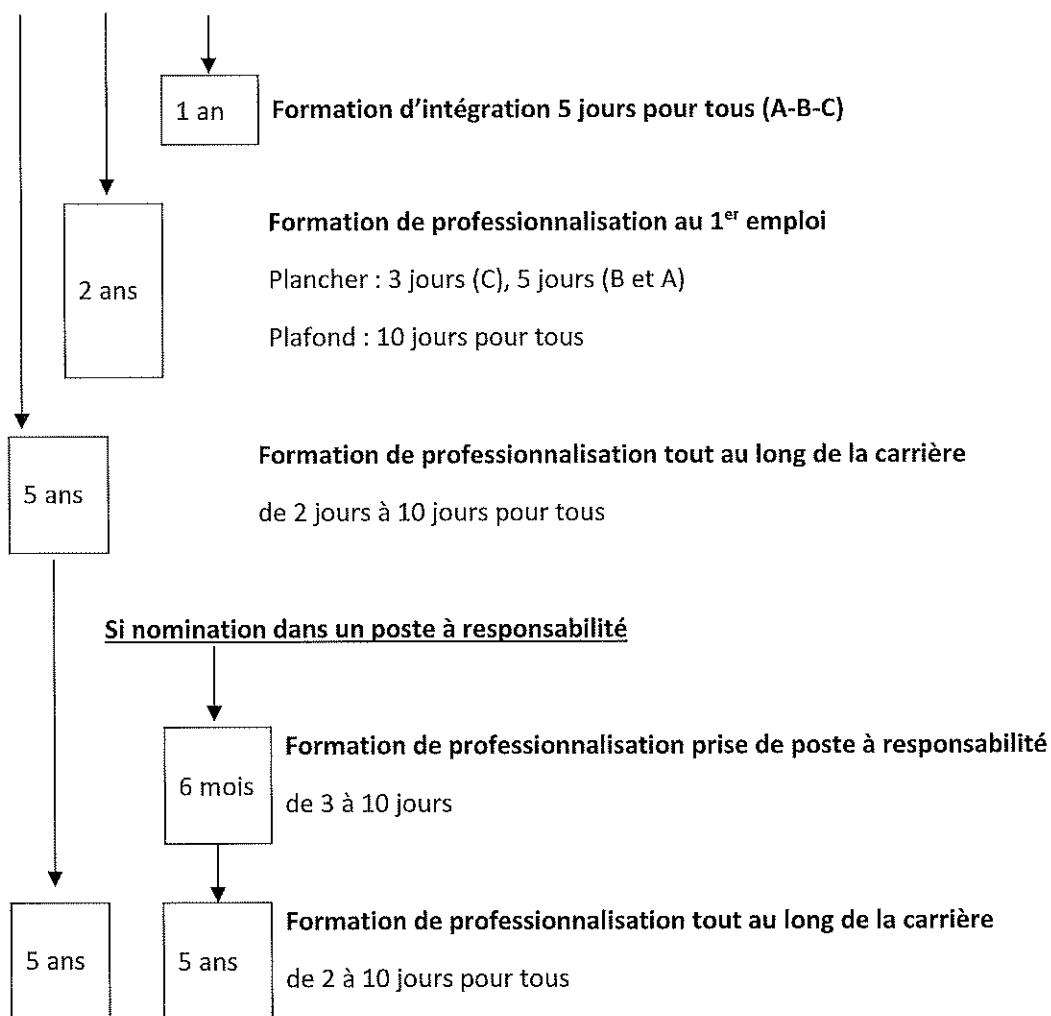 1 an
Formation d'intégration 5 jours pour tous (A-B-C)
Formation de professionnalisation au 1er emploi
Plancher : 3 jours (C), 5 jours (B et A)
2 ans
Plafond : 10 jours pour tous
Formation de professionnalisation tout au long de la carrière
5 ans
de 2 jours à 10 jours pour tous
Si nomination dans un poste à responsabilité
Formation de professionnalisation prise de poste à responsabilité
6 mois
de 3 à 10 jours
Formation de professionnalisation tout au long de la carrière
5 ans
5 ans
de 2 à 10 jours pour tous